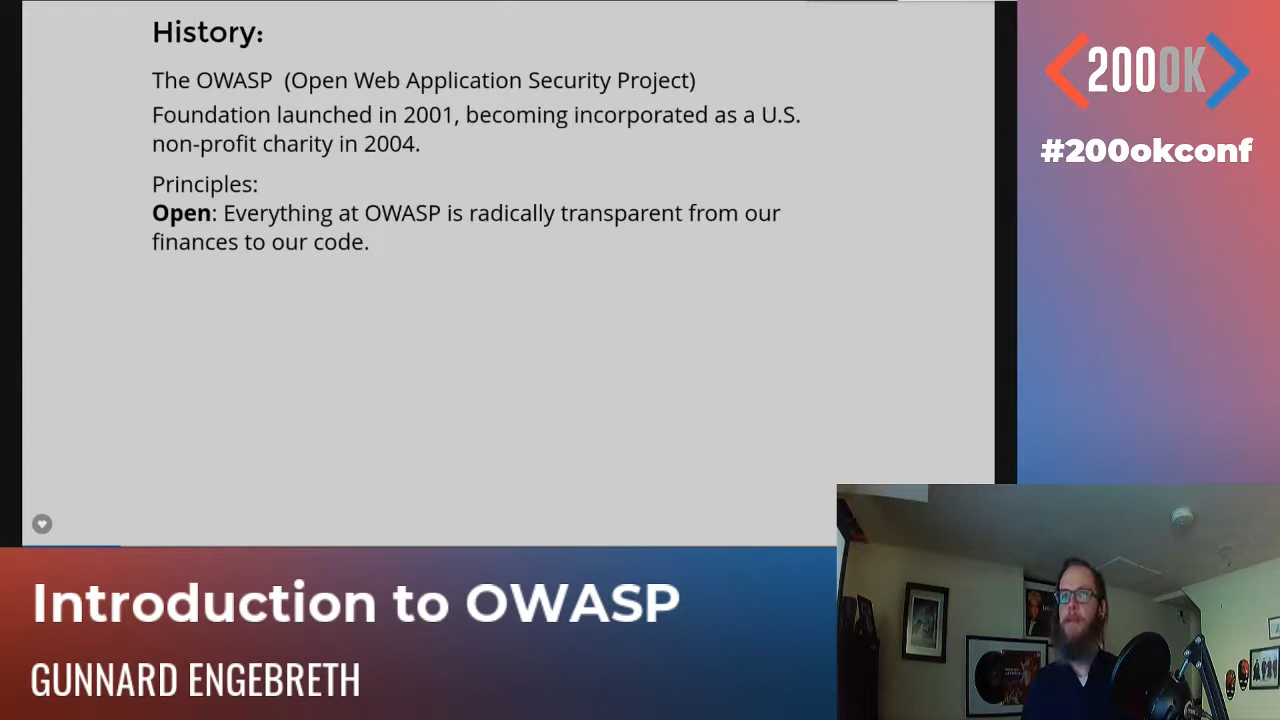 History:
The OWASP  (Open Web Application Security Project)
Foundation launched in 2001, becoming incorporated as a U.S.
non-profit charity in 2004.
Principles:
Open: Everything at OWASP is radically transparent from our
finances to our code.
200OK
#200okconf
Introduction to OWASP
GUNNARD ENGEBRETH